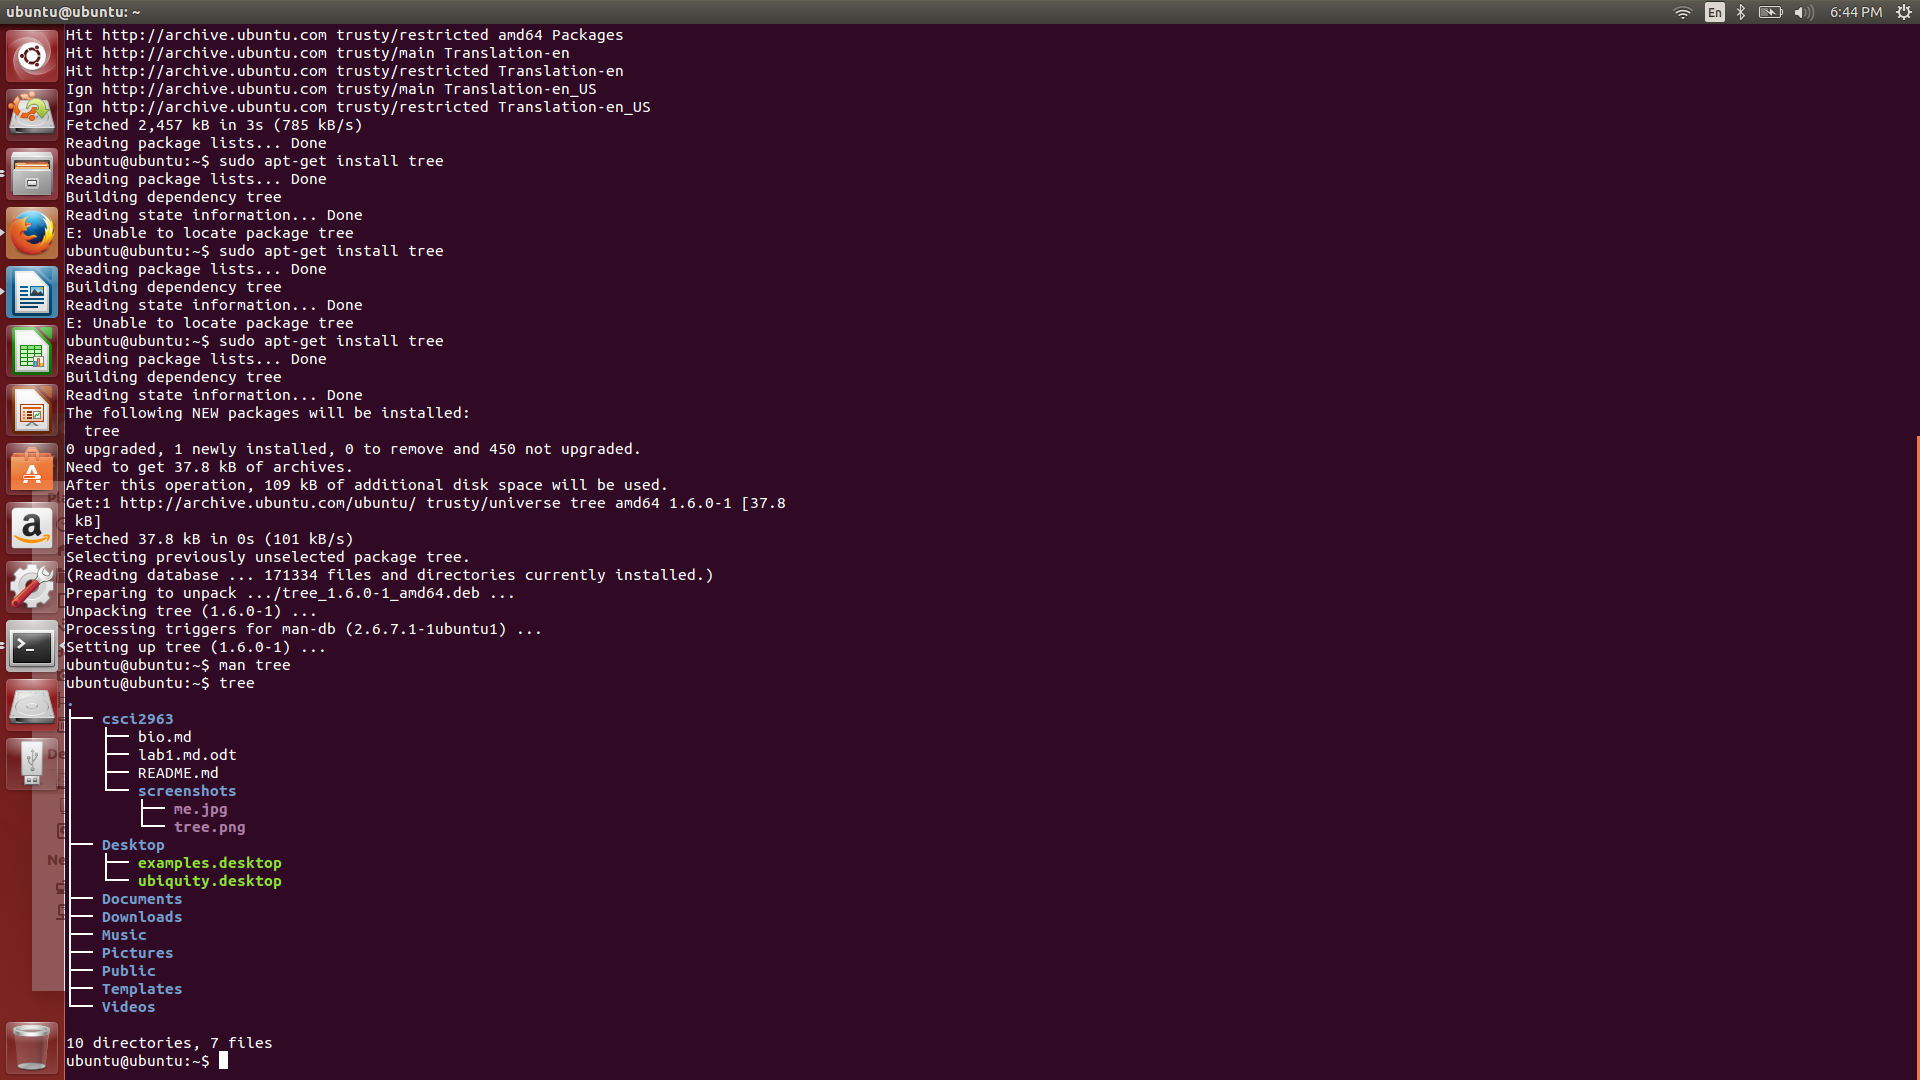 ubuntu@ubuntu: ~
En
6:44 PM
Hit http://archive.ubuntu.com trusty/restricted amd64 Packages
Hit http://archive.ubuntu.com trusty/main Translation-en
Hit http://archive.ubuntu.com trusty/restricted Translation-en
Ign http://archive.ubuntu.com trusty/main Translation-en_US
Ign http://archive.ubuntu.com trusty/restricted Translation-en_US
Fetched 2,457 kB in 3s (785 kB/s)
Reading package lists... Done
ubuntu@ubuntu:~$ sudo apt-get install tree
Reading package lists... Done
Building dependency tree
Reading state information... Done
E: Unable to locate package tree
ubuntu@ubuntu:~$ sudo apt-get install tree
Reading package lists... Done
Building dependency tree
Reading state information... Done
E: Unable to locate package tree
ubuntu@ubuntu:~$ sudo apt-get install tree
Reading package lists... Done
Building dependency tree
Reading state information... Done
The following NEW packages will be installed:
  tree
0 upgraded, 1 newly installed, 0 to remove and 450 not upgraded.
Need to get 37.8 kB of archives.
After this operation, 109 kB of additional disk space will be used.
Get:1 http://archive.ubuntu.com/ubuntu/ trusty/universe tree amd64 1.6.0-1 [37.8
 kB]
Fetched 37.8 kB in 0s (101 kB/s)
Selecting previously unselected package tree.
(Reading database ... 171334 files and directories currently installed.)
Preparing to unpack .../tree_1.6.0-1_amd64.deb ...
Unpacking tree (1.6.0-1) ...
Processing triggers for man-db (2.6.7.1-1ubuntu1) ...
Setting up tree (1.6.0-1) ...
ubuntu@ubuntu:~$ man tree
ubuntu@ubuntu:~$ tree
.
├── csci2963
│   ├── bio.md
│   ├── lab1.md.odt
│   ├── README.md
│   └── screenshots
│       ├── me.jpg
│       └── tree.png
├── Desktop
│   ├── examples.desktop
│   └── ubiquity.desktop
├── Documents
├── Downloads
├── Music
├── Pictures
├── Public
├── Templates
└── Videos
10 directories, 7 files
ubuntu@ubuntu:~$